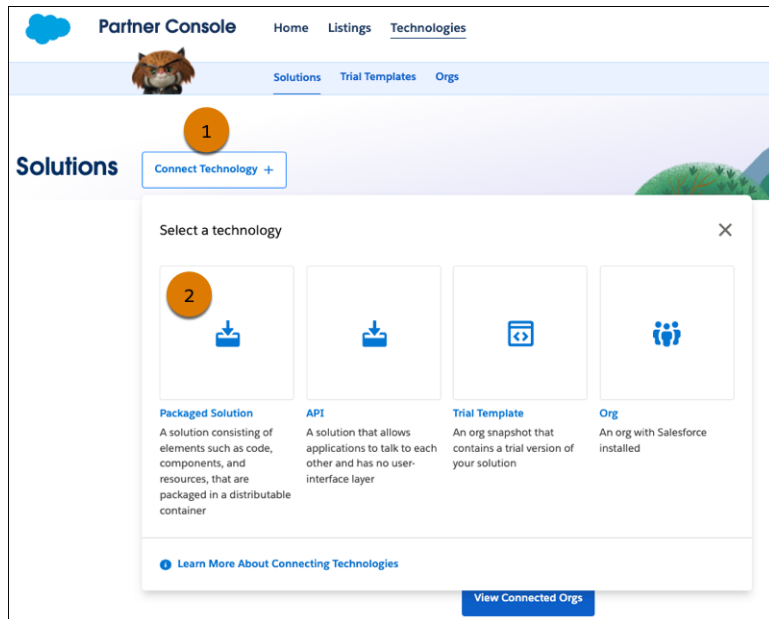 Partner Console Home Listings Technologies
Solutions Trial Templates Orgs
1
Solutions Connect Technology +
Select a technology
2
Packaged Solution
A solution consisting of
elements such as code,
components, and
resources, that are
packaged in a distributable
container
API
A solution that allows
applications to talk to each
other and has no user-
interface layer
Trial Template
An org snapshot that
contains a trial version of
your solution
Org
An org with Salesforce
installed
Learn More About Connecting Technologies
View Connected Orgs